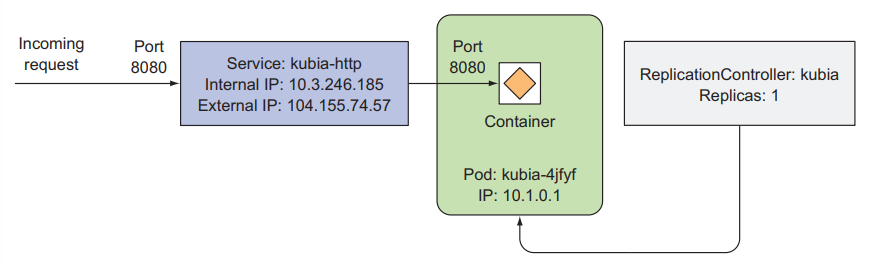 Incoming
request
Port
8080
Service: kubia-http
Internal IP: 10.3.246.185
External IP: 104.155.74.57
Port
8080
Container
Pod: kubia-4jfyf
IP: 10.1.0.1
ReplicationController: kubia
Replicas: 1